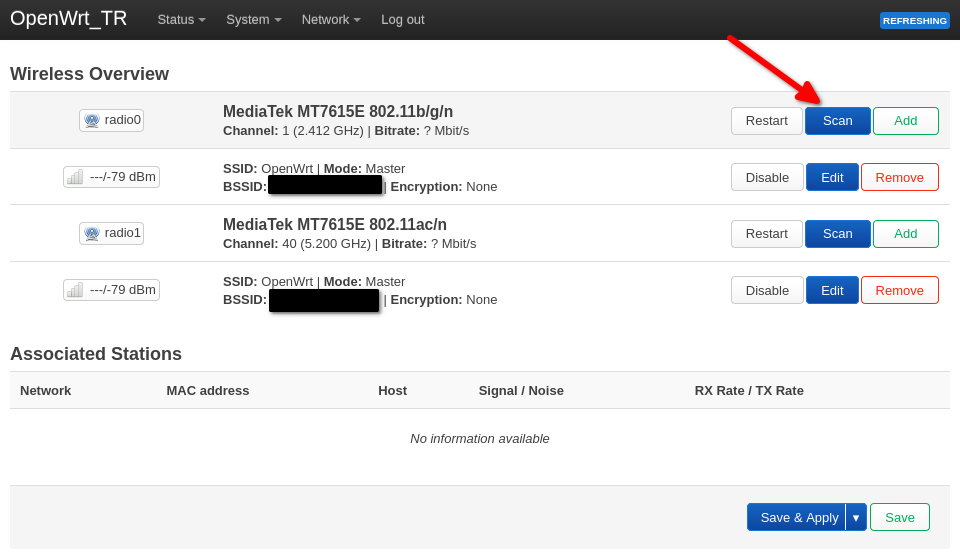 OpenWrt_TR Status System Network Log out REFRESHING
Wireless Overview
radio0
MediaTek MT7615E 802.11b/g/n
Channel: 1 (2.412 GHz) | Bitrate: ? Mbit/s
Restart Scan Add
---/-79 dBm
SSID: OpenWrt | Mode: Master
BSSID: | Encryption: None
Disable Edit Remove
radio1
MediaTek MT7615E 802.11ac/n
Channel: 40 (5.200 GHz) | Bitrate: ? Mbit/s
Restart Scan Add
---/-79 dBm
SSID: OpenWrt | Mode: Master
BSSID: | Encryption: None
Disable Edit Remove
Associated Stations
Network MAC address Host Signal / Noise RX Rate / TX Rate
No information available
Save & Apply Save